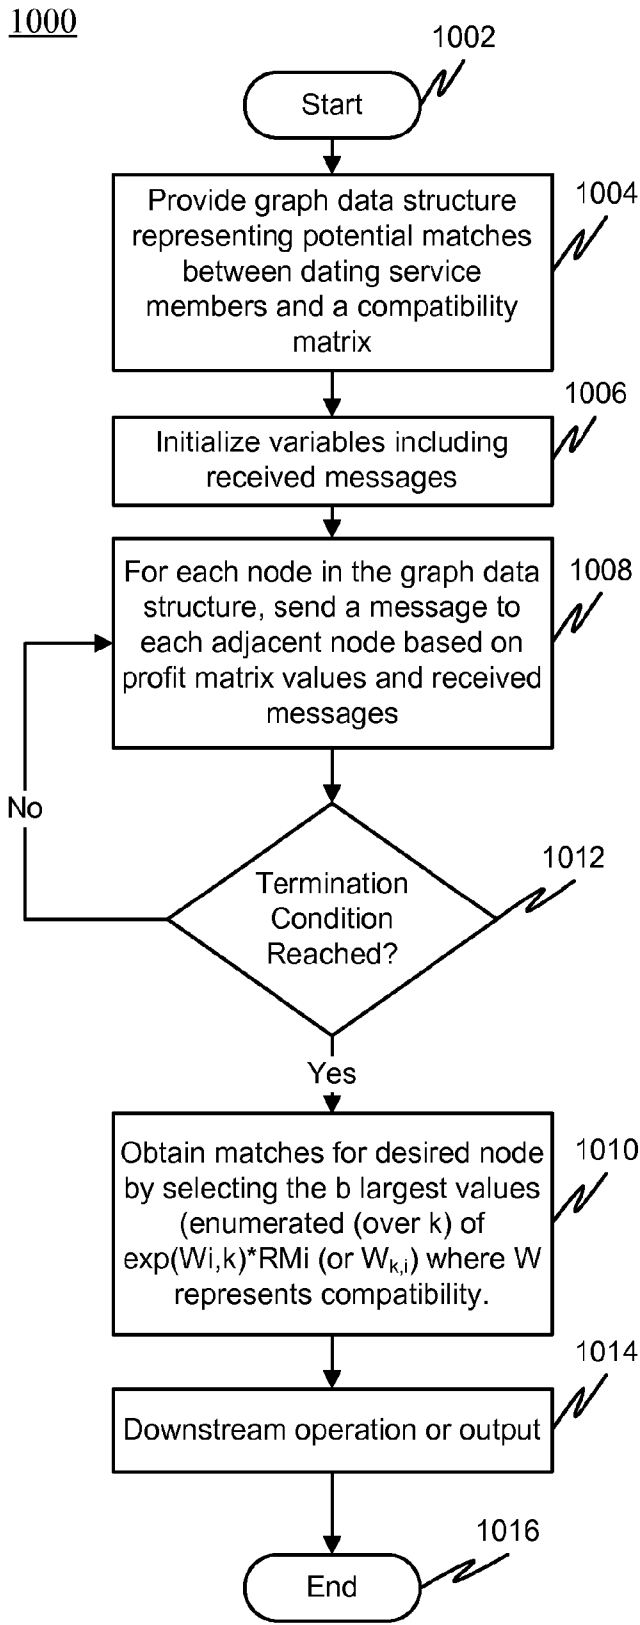 1000
1002
Start
1004
Provide graph data structure
representing potential matches
between dating service
members and a compatibility
matrix
1006
Initialize variables including
received messages
1008
For each node in the graph data
structure, send a message to
each adjacent node based on
profit matrix values and received
messages
No
1012
Termination
Condition
Reached?
Yes
1010
Obtain matches for desired node
by selecting the b largest values
(enumerated (over k) of
exp(Wi,k)*RMi (or Wk,i) where W
represents compatibility.
1014
Downstream operation or output
1016
End